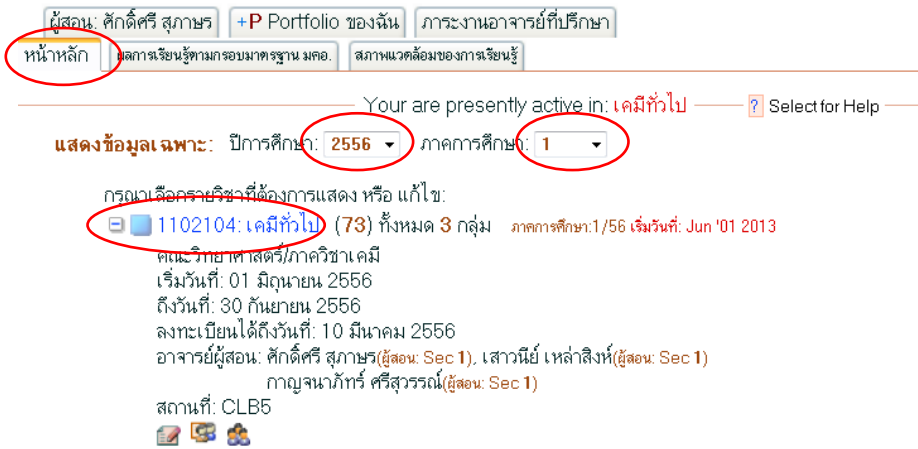 ผู้สอน: ศักดิ์ศรี สุภาษร +P Portfolio ของฉัน ภาระงานอาจารย์ที่ปรึกษา
หน้าหลัก ผลการเรียนรู้ตามกรอบมาตรฐาน มคอ. สภาพแวดล้อมของการเรียนรู้
Your are presently active in: เคมีทั่วไป ? Select for Help
แสดงข้อมูลเฉพาะ: ปีการศึกษา: 2556 ภาคการศึกษา: 1
กรุณาเลือกรายวิชาที่ต้องการแสดง หรือ แก้ไข:
1102104: เคมีทั่วไป (73) ทั้งหมด 3 กลุ่ม ภาคการศึกษา:1/56 เริ่มวันที่: Jun '01 2013
คณะวิทยาศาสตร์/ภาควิชาเคมี
เริ่มวันที่: 01 มิถุนายน 2556
ถึงวันที่: 30 กันยายน 2556
ลงทะเบียนได้ถึงวันที่: 10 มีนาคม 2556
อาจารย์ผู้สอน: ศักดิ์ศรี สุภาษร(ผู้สอน: Sec 1), เสาวนีย์ เหล่าสิงห์(ผู้สอน: Sec 1)
กาญจนาภัทร์ ศรีสุวรรณ์(ผู้สอน: Sec 1)
สถานที่: CLB5